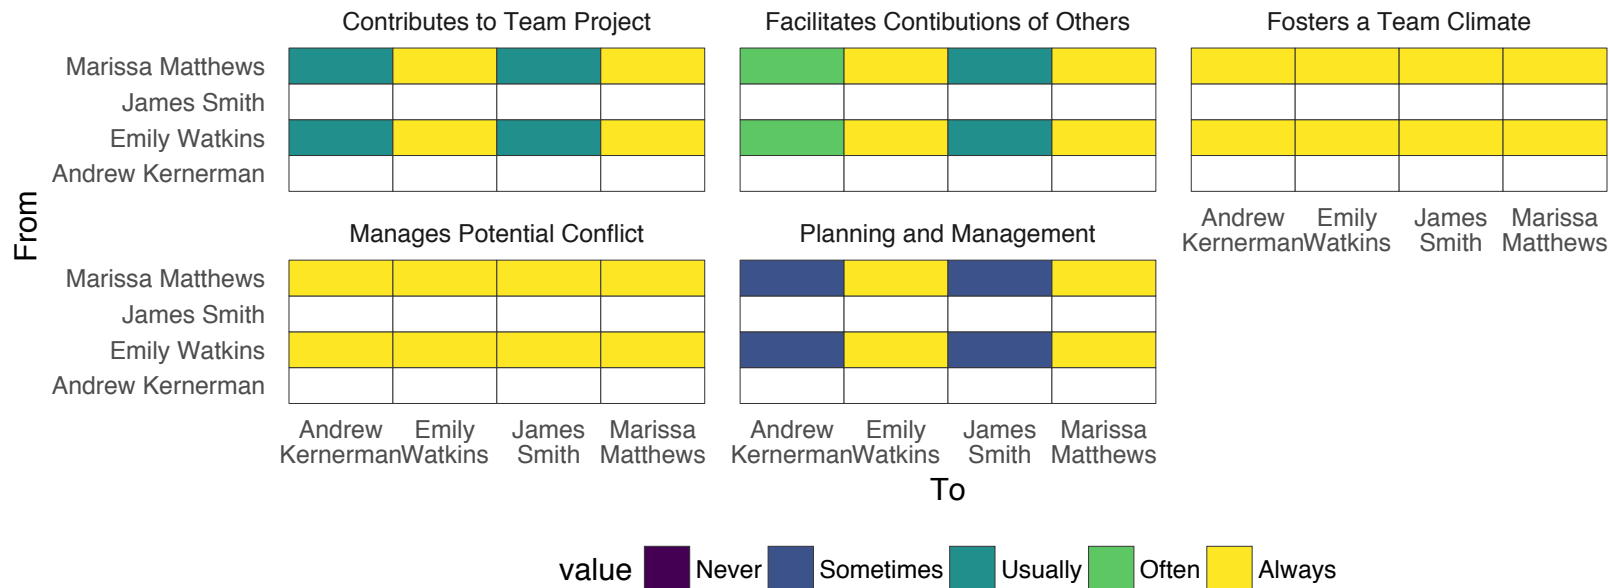 Contributes to Team Project
Facilitates Contibutions of Others
Fosters a Team Climate
Marissa Matthews
James Smith
Emily Watkins
Andrew Kernerman
From
Andrew Kernerman
Emily Watkins
James Smith
Marissa Matthews
Manages Potential Conflict
Planning and Management
Marissa Matthews
James Smith
Emily Watkins
Andrew Kernerman
Andrew Kernerman
Emily Watkins
James Smith
Marissa Matthews
Andrew Kernerman
Emily Watkins
James Smith
Marissa Matthews
To
value Never Sometimes Usually Often Always